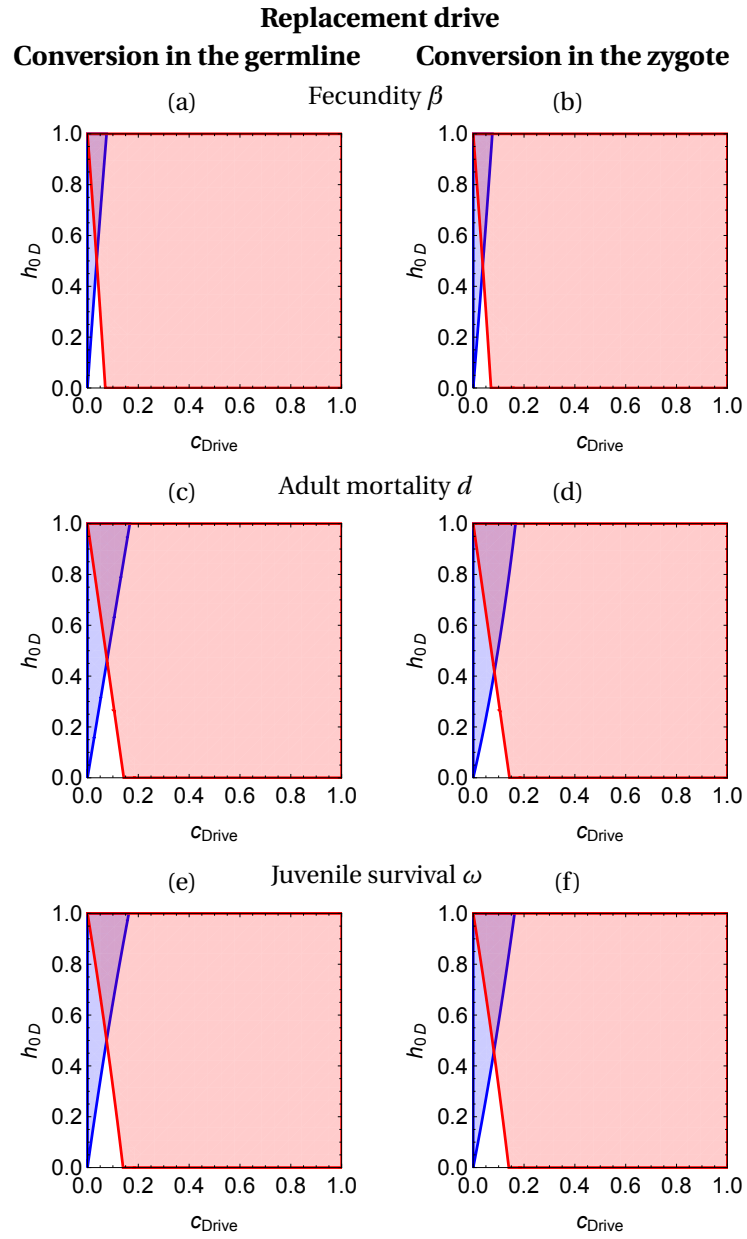 Replacement drive
Conversion in the germline Conversion in the zygote
(a) Fecundity β (b)
1.0 1.0
0.8 0.8
0.6 0.6
h0D h0D
0.4 0.4
0.2 0.2
0.0 0.0
0.0 0.2 0.4 0.6 0.8 1.0 0.0 0.2 0.4 0.6 0.8 1.0
cDrive cDrive
(c) Adult mortality d (d)
1.0 1.0
0.8 0.8
0.6 0.6
h0D h0D
0.4 0.4
0.2 0.2
0.0 0.0
0.0 0.2 0.4 0.6 0.8 1.0 0.0 0.2 0.4 0.6 0.8 1.0
cDrive cDrive
(e) Juvenile survival ω (f)
1.0 1.0
0.8 0.8
0.6 0.6
h0D h0D
0.4 0.4
0.2 0.2
0.0 0.0
0.0 0.2 0.4 0.6 0.8 1.0 0.0 0.2 0.4 0.6 0.8 1.0
cDrive cDrive